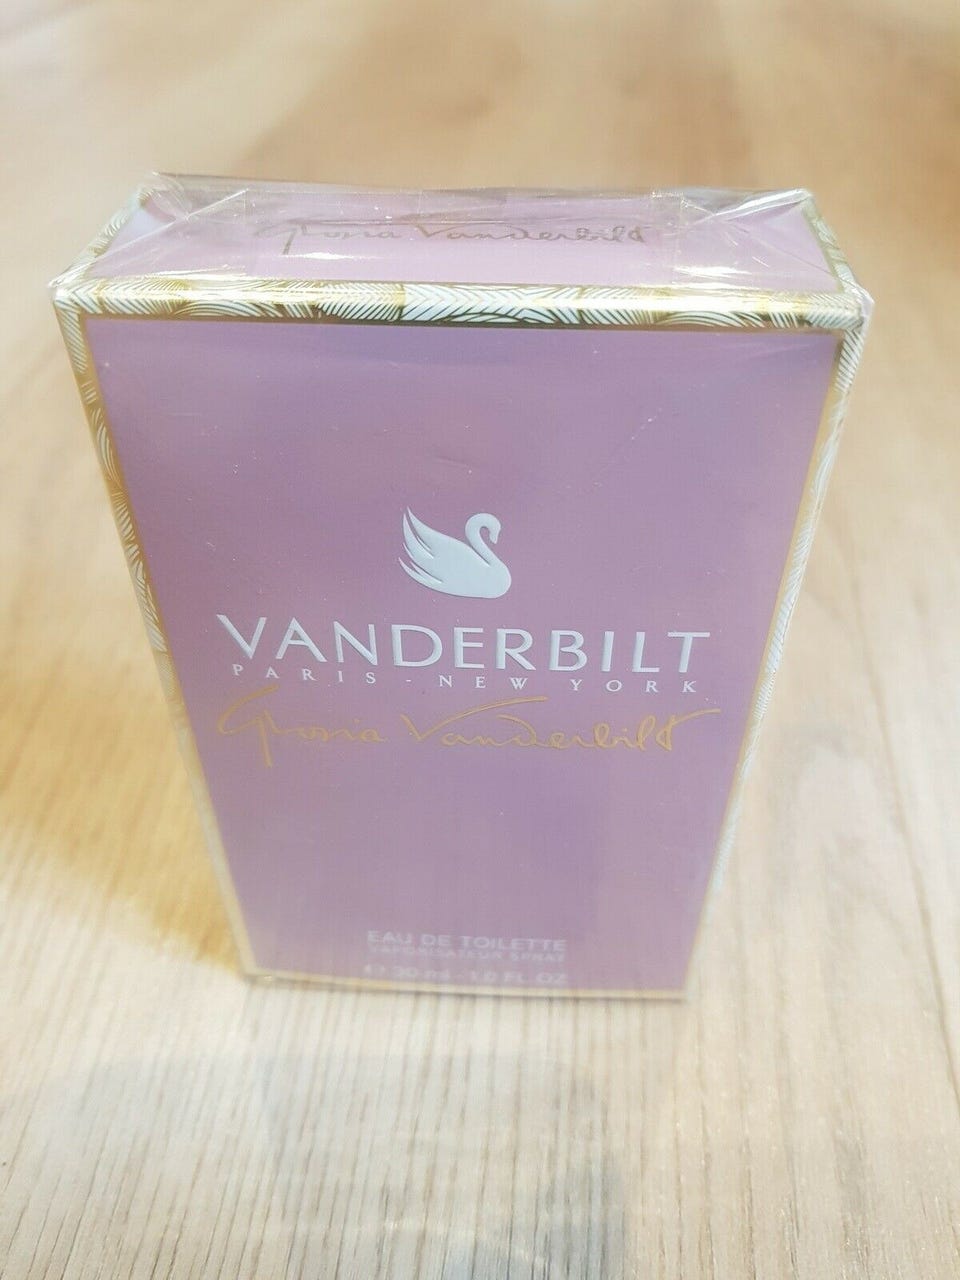 Gloria Vanderbilt
VANDERBILT
PARIS - NEW YORK
Gloria Vanderbilt
EAU DE TOILETTE
VAPORISATEUR SPRAY
℮ 30 ml - 1.0 FL.OZ